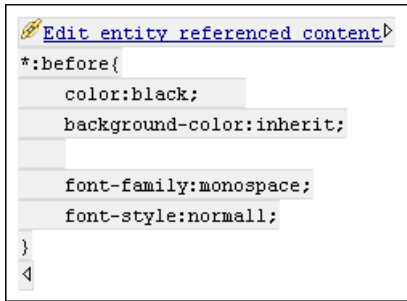 Edit entity referenced content
*:before{
color:black;
background-color:inherit;
font-family:monospace;
font-style:normall;
}